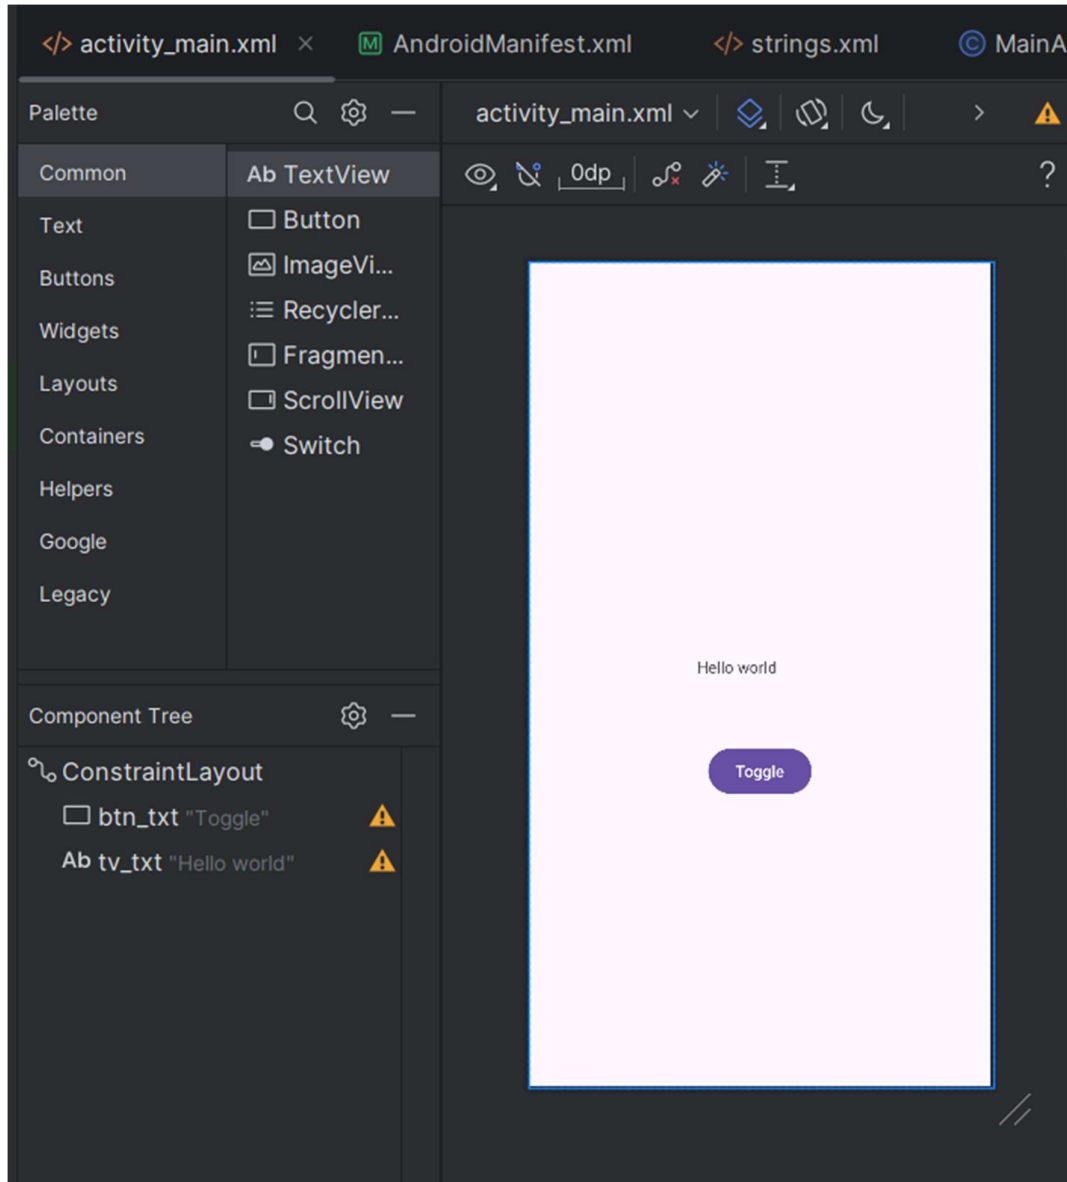 </> activity_main.xml × M AndroidManifest.xml </> strings.xml © MainA
Palette
activity_main.xml
Common
Text
Buttons
Widgets
Layouts
Containers
Helpers
Google
Legacy
Ab TextView
Button
ImageVi...
Recycler...
Fragmen...
ScrollView
Switch
0dp
?
Hello world
Toggle
Component Tree
ConstraintLayout
btn_txt "Toggle"
Ab tv_txt "Hello world"